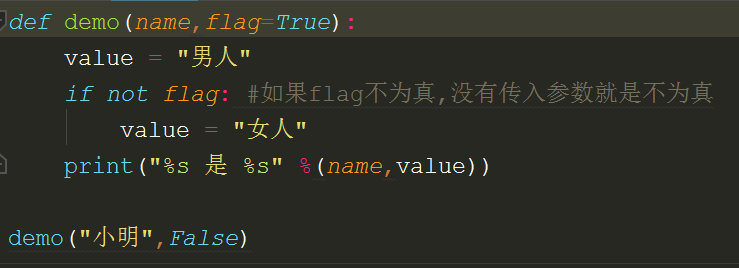 def demo(name,flag=True):
    value = "男人"
    if not flag: #如果flag不为真,没有传入参数就是不为真
        value = "女人"
    print("%s 是 %s" %(name,value))
demo("小明",False)